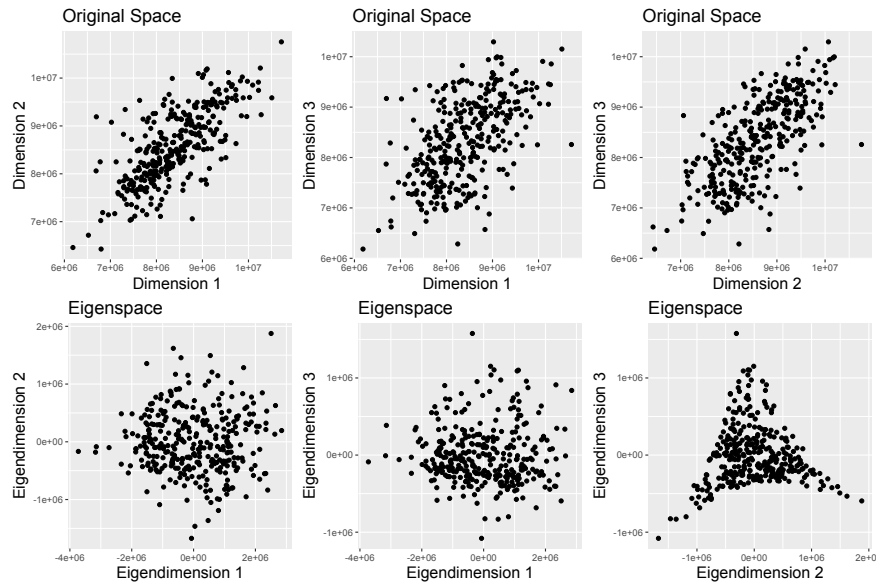 Original Space
Original Space
Original Space
1e+07
9e+06
8e+06
7e+06
Dimension 2
6e+06 7e+06 8e+06 9e+06 1e+07
Dimension 1
1e+07
9e+06
8e+06
7e+06
6e+06
Dimension 3
6e+06 7e+06 8e+06 9e+06 1e+07
Dimension 1
1e+07
9e+06
8e+06
7e+06
6e+06
Dimension 3
7e+06 8e+06 9e+06 1e+07
Dimension 2
Eigenspace
Eigenspace
Eigenspace
2e+06
1e+06
0e+00
-1e+06
Eigendimension 2
-4e+06 -2e+06 0e+00 2e+06
Eigendimension 1
1e+06
0e+00
-1e+06
Eigendimension 3
-4e+06 -2e+06 0e+00 2e+06
Eigendimension 1
1e+06
0e+00
-1e+06
Eigendimension 3
-1e+06 0e+00 1e+06 2e+0
Eigendimension 2